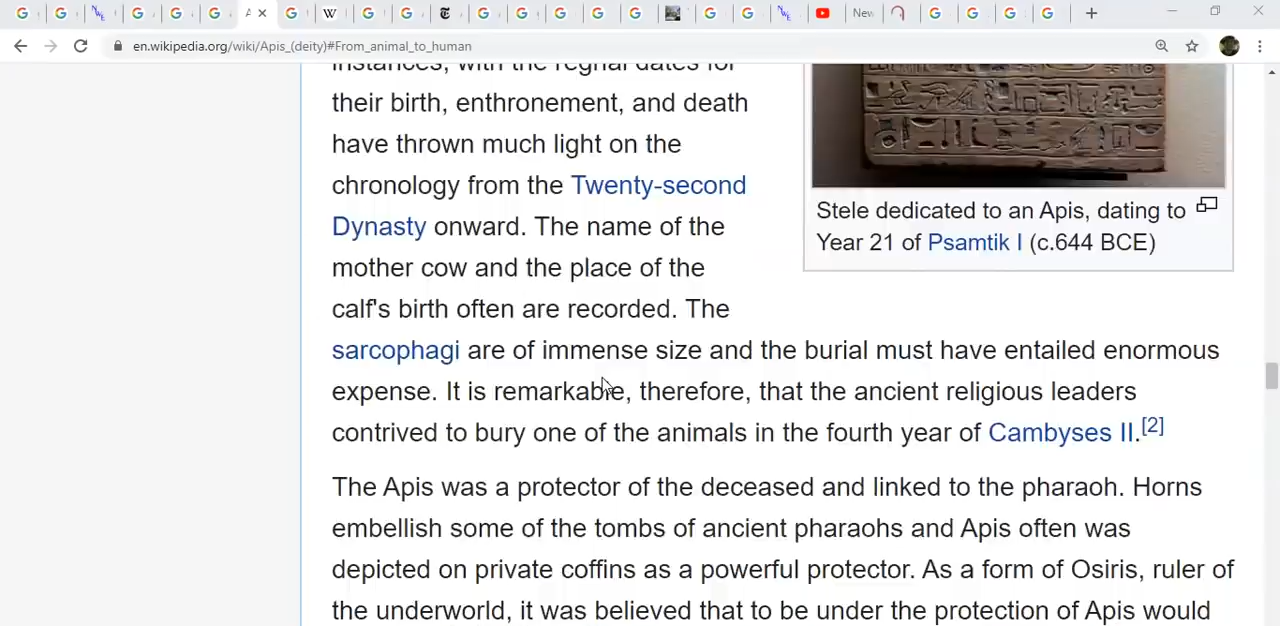 New
en.wikipedia.org/wiki/Apis_(deity)#From_animal_to_human
instances, with the regnal dates for
their birth, enthronement, and death
have thrown much light on the
chronology from the Twenty-second
Dynasty onward. The name of the
mother cow and the place of the
calf's birth often are recorded. The
sarcophagi are of immense size and the burial must have entailed enormous
expense. It is remarkable, therefore, that the ancient religious leaders
contrived to bury one of the animals in the fourth year of Cambyses II.[2]
The Apis was a protector of the deceased and linked to the pharaoh. Horns
embellish some of the tombs of ancient pharaohs and Apis often was
depicted on private coffins as a powerful protector. As a form of Osiris, ruler of
the underworld, it was believed that to be under the protection of Apis would
Stele dedicated to an Apis, dating to
Year 21 of Psamtik I (c.644 BCE)